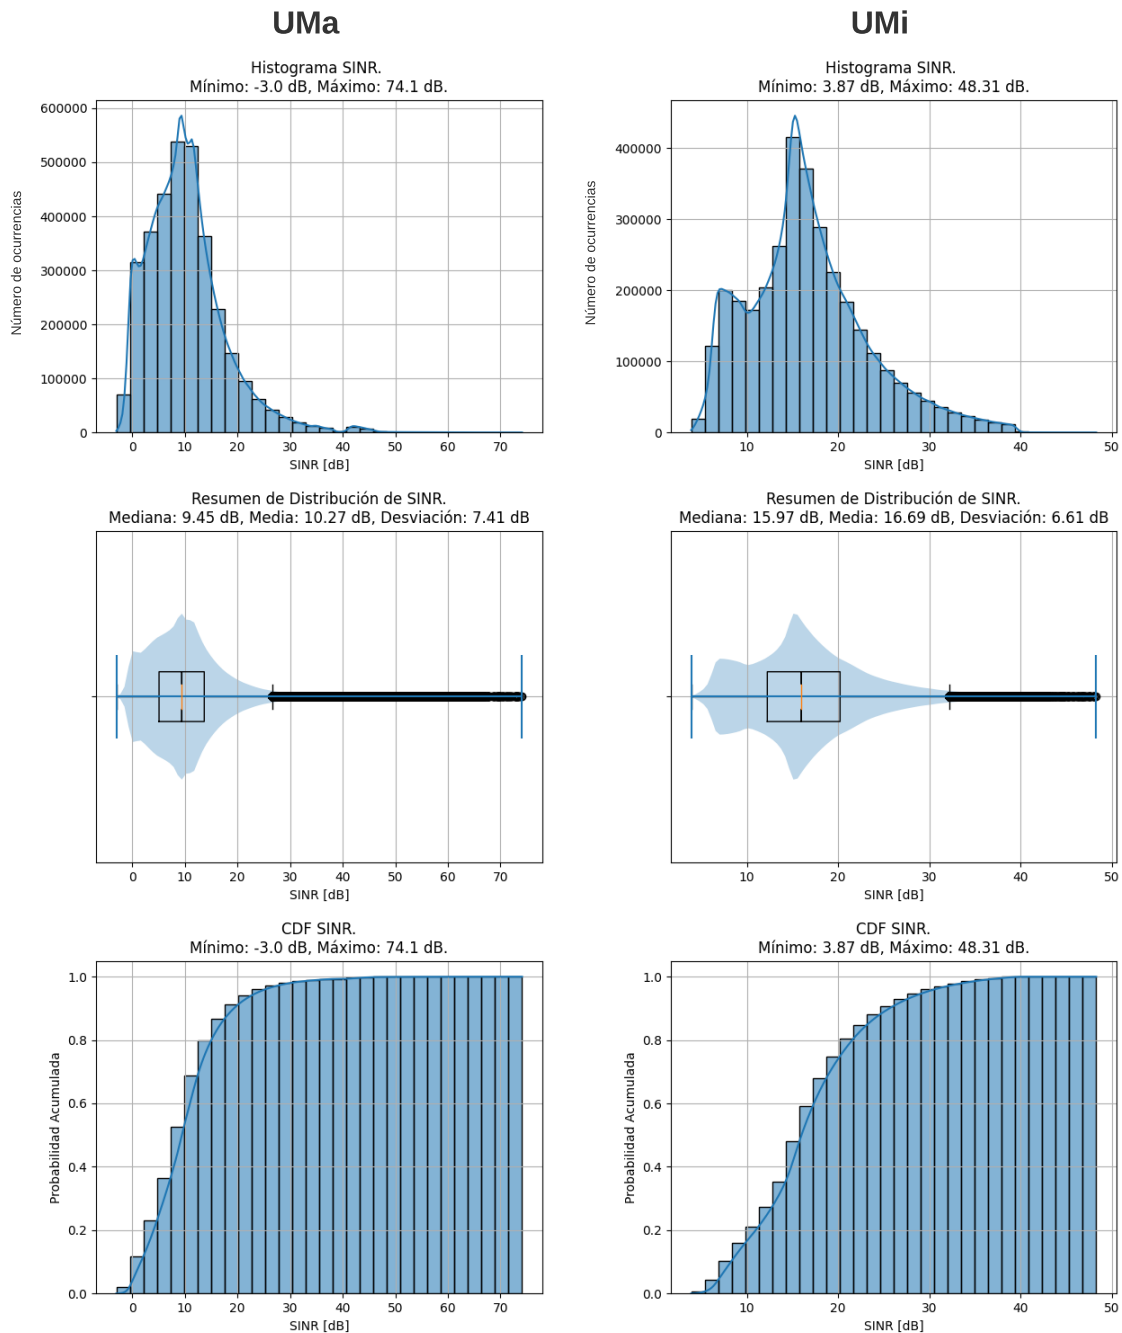 UMa
UMi
Histograma SINR.
Mínimo: -3.0 dB, Máximo: 74.1 dB.
Número de ocurrencias
600000
500000
400000
300000
200000
100000
0
0 10 20 30 40 50 60 70
SINR [dB]
Histograma SINR.
Mínimo: 3.87 dB, Máximo: 48.31 dB.
Número de ocurrencias
400000
300000
200000
100000
0
10 20 30 40 50
SINR [dB]
Resumen de Distribución de SINR.
Mediana: 9.45 dB, Media: 10.27 dB, Desviación: 7.41 dB
0 10 20 30 40 50 60 70
SINR [dB]
Resumen de Distribución de SINR.
Mediana: 15.97 dB, Media: 16.69 dB, Desviación: 6.61 dB
10 20 30 40 50
SINR [dB]
CDF SINR.
Mínimo: -3.0 dB, Máximo: 74.1 dB.
Probabilidad Acumulada
1.0
0.8
0.6
0.4
0.2
0.0
0 10 20 30 40 50 60 70
SINR [dB]
CDF SINR.
Mínimo: 3.87 dB, Máximo: 48.31 dB.
Probabilidad Acumulada
1.0
0.8
0.6
0.4
0.2
0.0
10 20 30 40 50
SINR [dB]